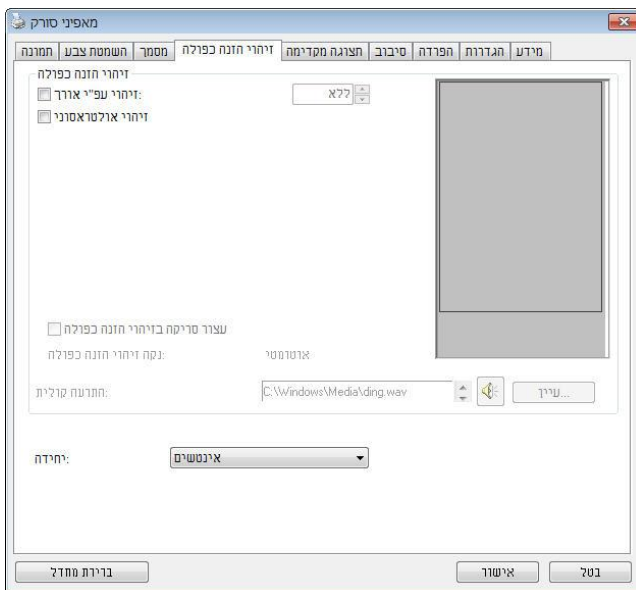 מאפיני סורק
תמונה השמטת צבע מסמך זיהוי הזנה כפולה תצוגה מקדימה סיבוב הפרדה הגדרות מידע
זיהוי הזנה כפולה
זיהוי עפ"י אורך: ללא
זיהוי אולטראסוני
עצור סריקה בזיהוי הזנה כפולה
נקה זיהוי הזנה כפולה: אוטומטי
התרעה קולית: C:\Windows\Media\ding.wav עיין...
יחידה: אינטשים
ברירת מחדל אישור בטל